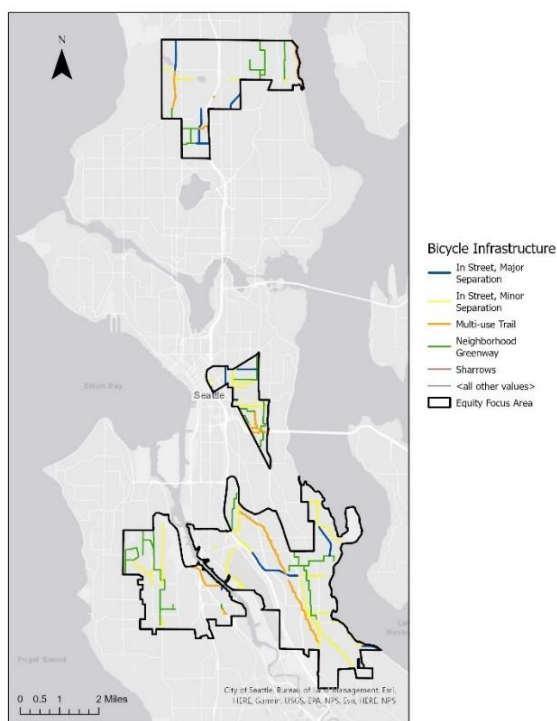 N
Elliott Bay
Seattle
Puget Sound
0 0.5 1 2 Miles
City of Seattle, Bureau of Land Management, Esri,
HERE, Garmin, USGS, EPA, NPS, Esri, HERE, NPS
Bicycle Infrastructure
In Street, Major
Separation
In Street, Minor
Separation
Multi-use Trail
Neighborhood
Greenway
Sharrows
<all other values>
Equity Focus Area